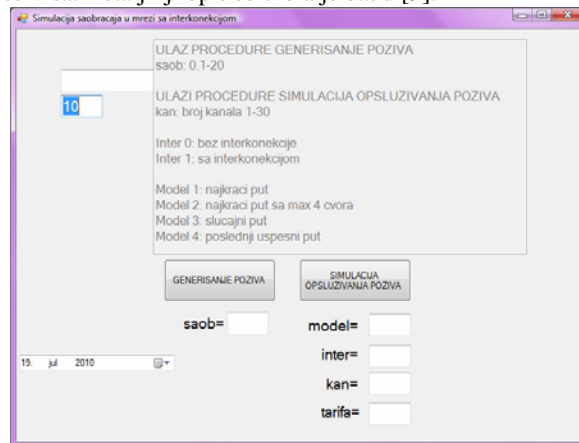 Simulacija saobracaja u mrezi sa interkonekcijom
ULAZ PROCEDURE GENERISANJE POZIVA
saob: 0.1-20
10
ULAZI PROCEDURE SIMULACIJA OPSLUZIVANJA POZIVA
kan: broj kanala 1-30
Inter 0: bez interkonekcije
Inter 1: sa interkonekcijom
Model 1: najkraci put
Model 2: najkraci put sa max 4 cvora
Model 3: slucajni put
Model 4: poslednji uspesni put
GENERISANJE POZIVA
SIMULACIJA
OPSLUZIVANJA POZIVA
saob=
model=
inter=
19. jul 2010
kan=
tarifa=